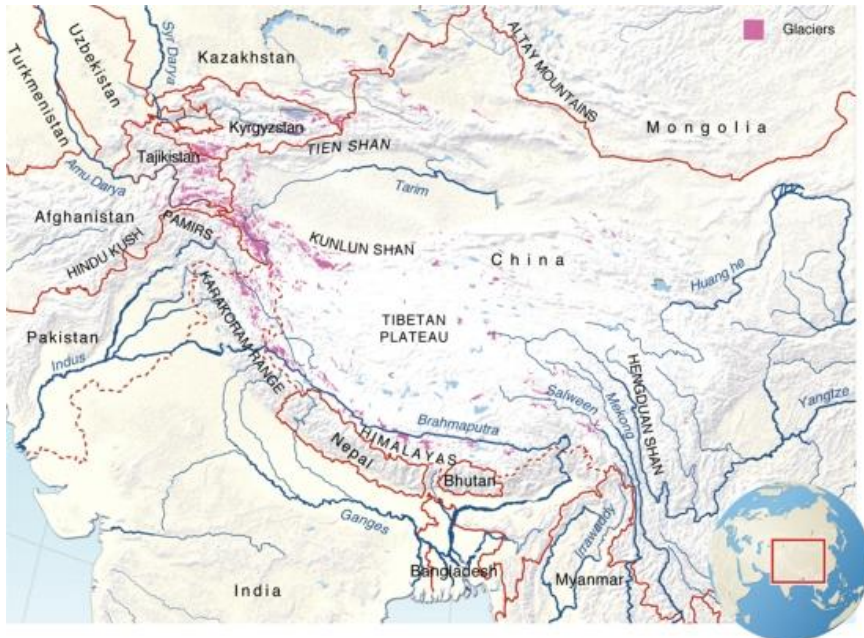 Glaciers
Uzbekistan
Syr Darya
Kazakhstan
ALTAY MOUNTAINS
Turkmenistan
Kyrgyzstan
Mongolia
Tajikistan
TIEN SHAN
Amu Darya
Tarim
Afghanistan
PAMIRS
HINDU KUSH
KUNLUN SHAN
China
Huang he
KARAKORAM RANGE
Pakistan
TIBETAN
PLATEAU
Indus
HENGDUAN SHAN
Salween
Mekong
Yangtze
Brahmaputra
HIMALAYAS
Nepal
Bhutan
Ganges
Irrawaddy
Bangladesh
Myanmar
India